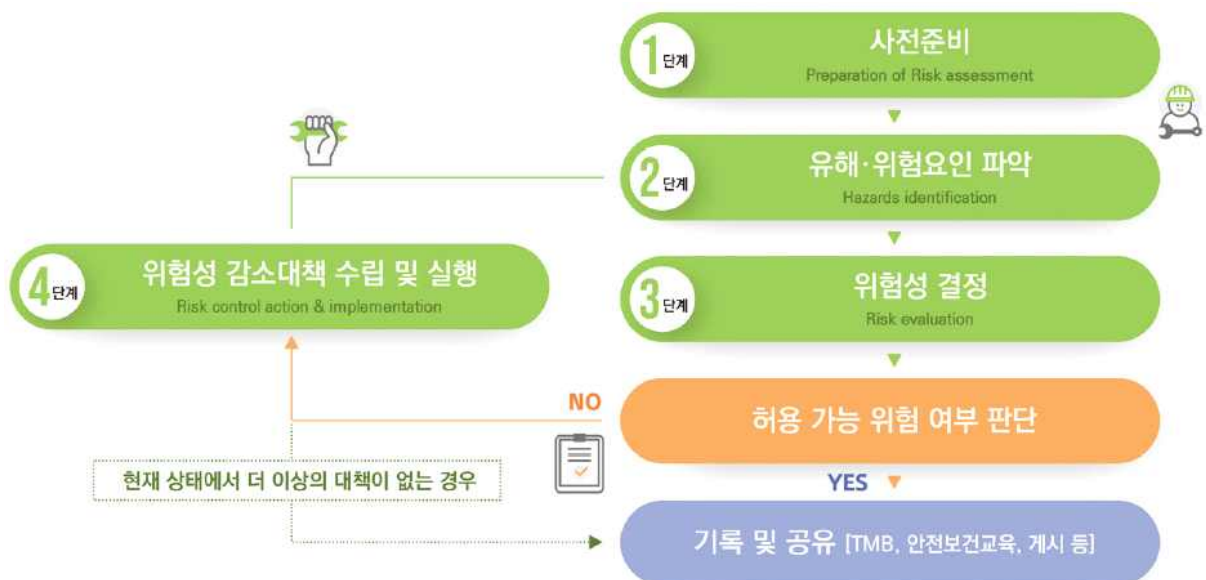 1단계
사전준비
Preparation of Risk assessment
2단계
유해·위험요인 파악
Hazards identification
4단계
위험성 감소대책 수립 및 실행
Risk control action & implementation
3단계
위험성 결정
Risk evaluation
NO
허용 가능 위험 여부 판단
현재 상태에서 더 이상의 대책이 없는 경우
YES
기록 및 공유 [TMB, 안전보건교육, 게시 등]